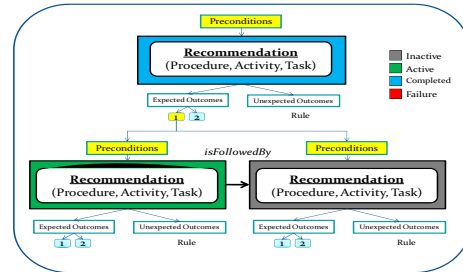 Preconditions
Recommendation
(Procedure, Activity, Task)
Inactive
Active
Completed
Failure
Expected Outcomes
Unexpected Outcomes
1 2
Rule
Preconditions
isFollowedBy
Preconditions
Recommendation
(Procedure, Activity, Task)
Recommendation
(Procedure, Activity, Task)
Expected Outcomes
Unexpected Outcomes
Expected Outcomes
Unexpected Outcomes
1 2
Rule
1 2
Rule